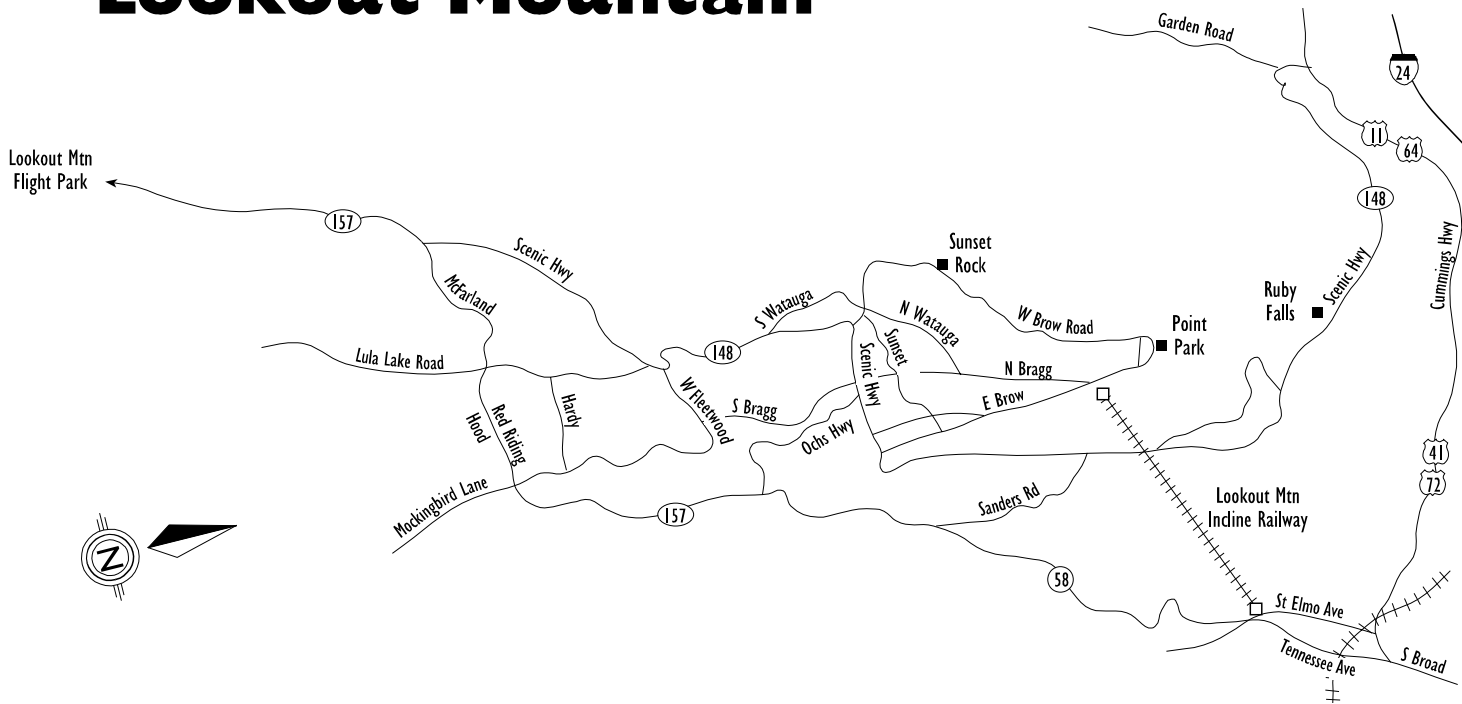 Lookout Mountain
Garden Road
24
11
64
Lookout Mtn
Flight Park
148
157
Cummings Hwy
Scenic Hwy
Sunset
Rock
Scenic Hwy
McFarland
Ruby
Falls
S Watauga
N Watauga
W Brow Road
Point
Park
Lula Lake Road
148
Scenic Hwy
Sunset
N Bragg
W Fleetwood
S Bragg
E Brow
Hardy
Red Riding
Hood
Ochs Hwy
41
72
Mockingbird Lane
157
Sanders Rd
Lookout Mtn
Incline Railway
N
58
St Elmo Ave
Tennessee Ave
S Broad